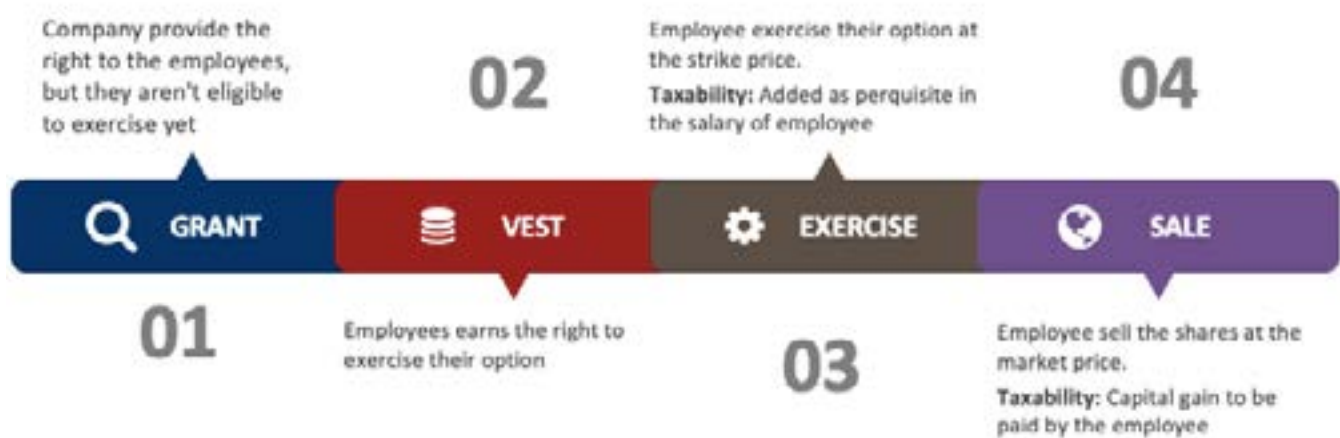 Company provide the
right to the employees,
but they aren't eligible
to exercise yet
02
Employee exercise their option at
the strike price.
Taxability: Added as perquisite in
the salary of employee
04
GRANT
VEST
EXERCISE
SALE
01
Employees earns the right to
exercise their option
03
Employee sell the shares at the
market price.
Taxability: Capital gain to be
paid by the employee